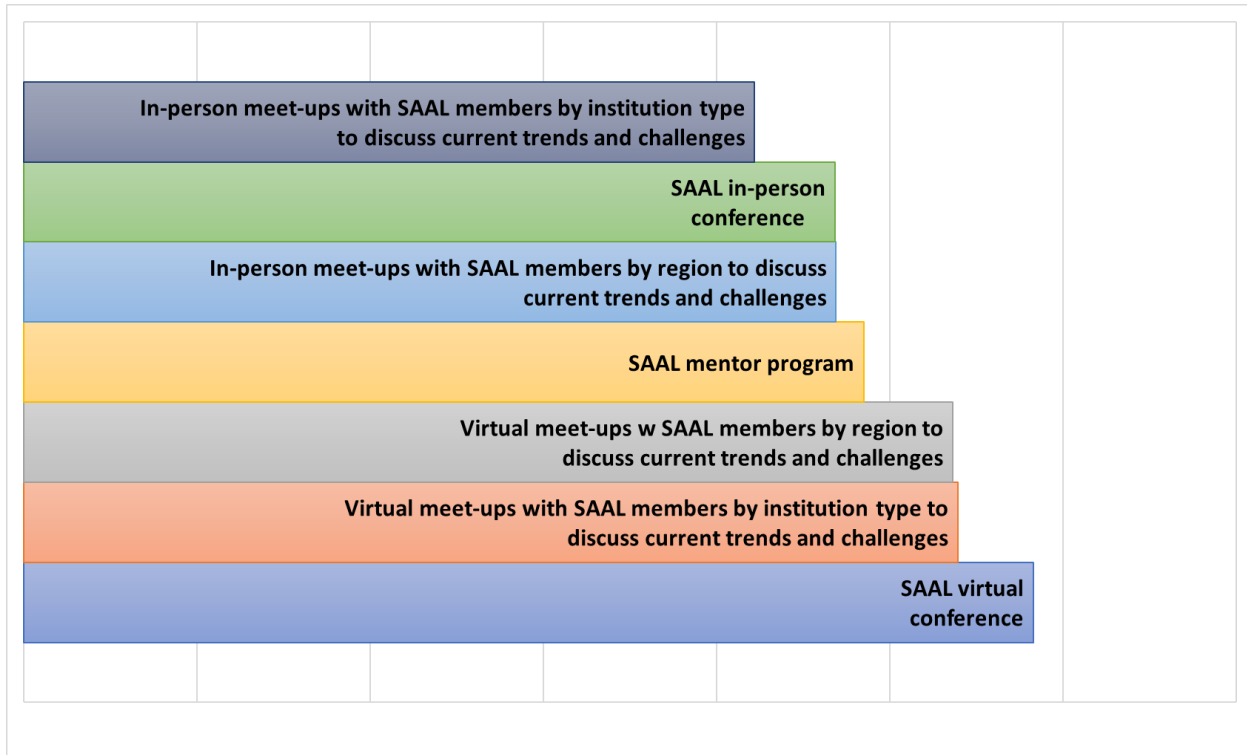 In-person meet-ups with SAAL members by institution type
to discuss current trends and challenges
SAAL in-person
conference
In-person meet-ups with SAAL members by region to discuss
current trends and challenges
SAAL mentor program
Virtual meet-ups w SAAL members by region to
discuss current trends and challenges
Virtual meet-ups with SAAL members by institution type to
discuss current trends and challenges
SAAL virtual
conference